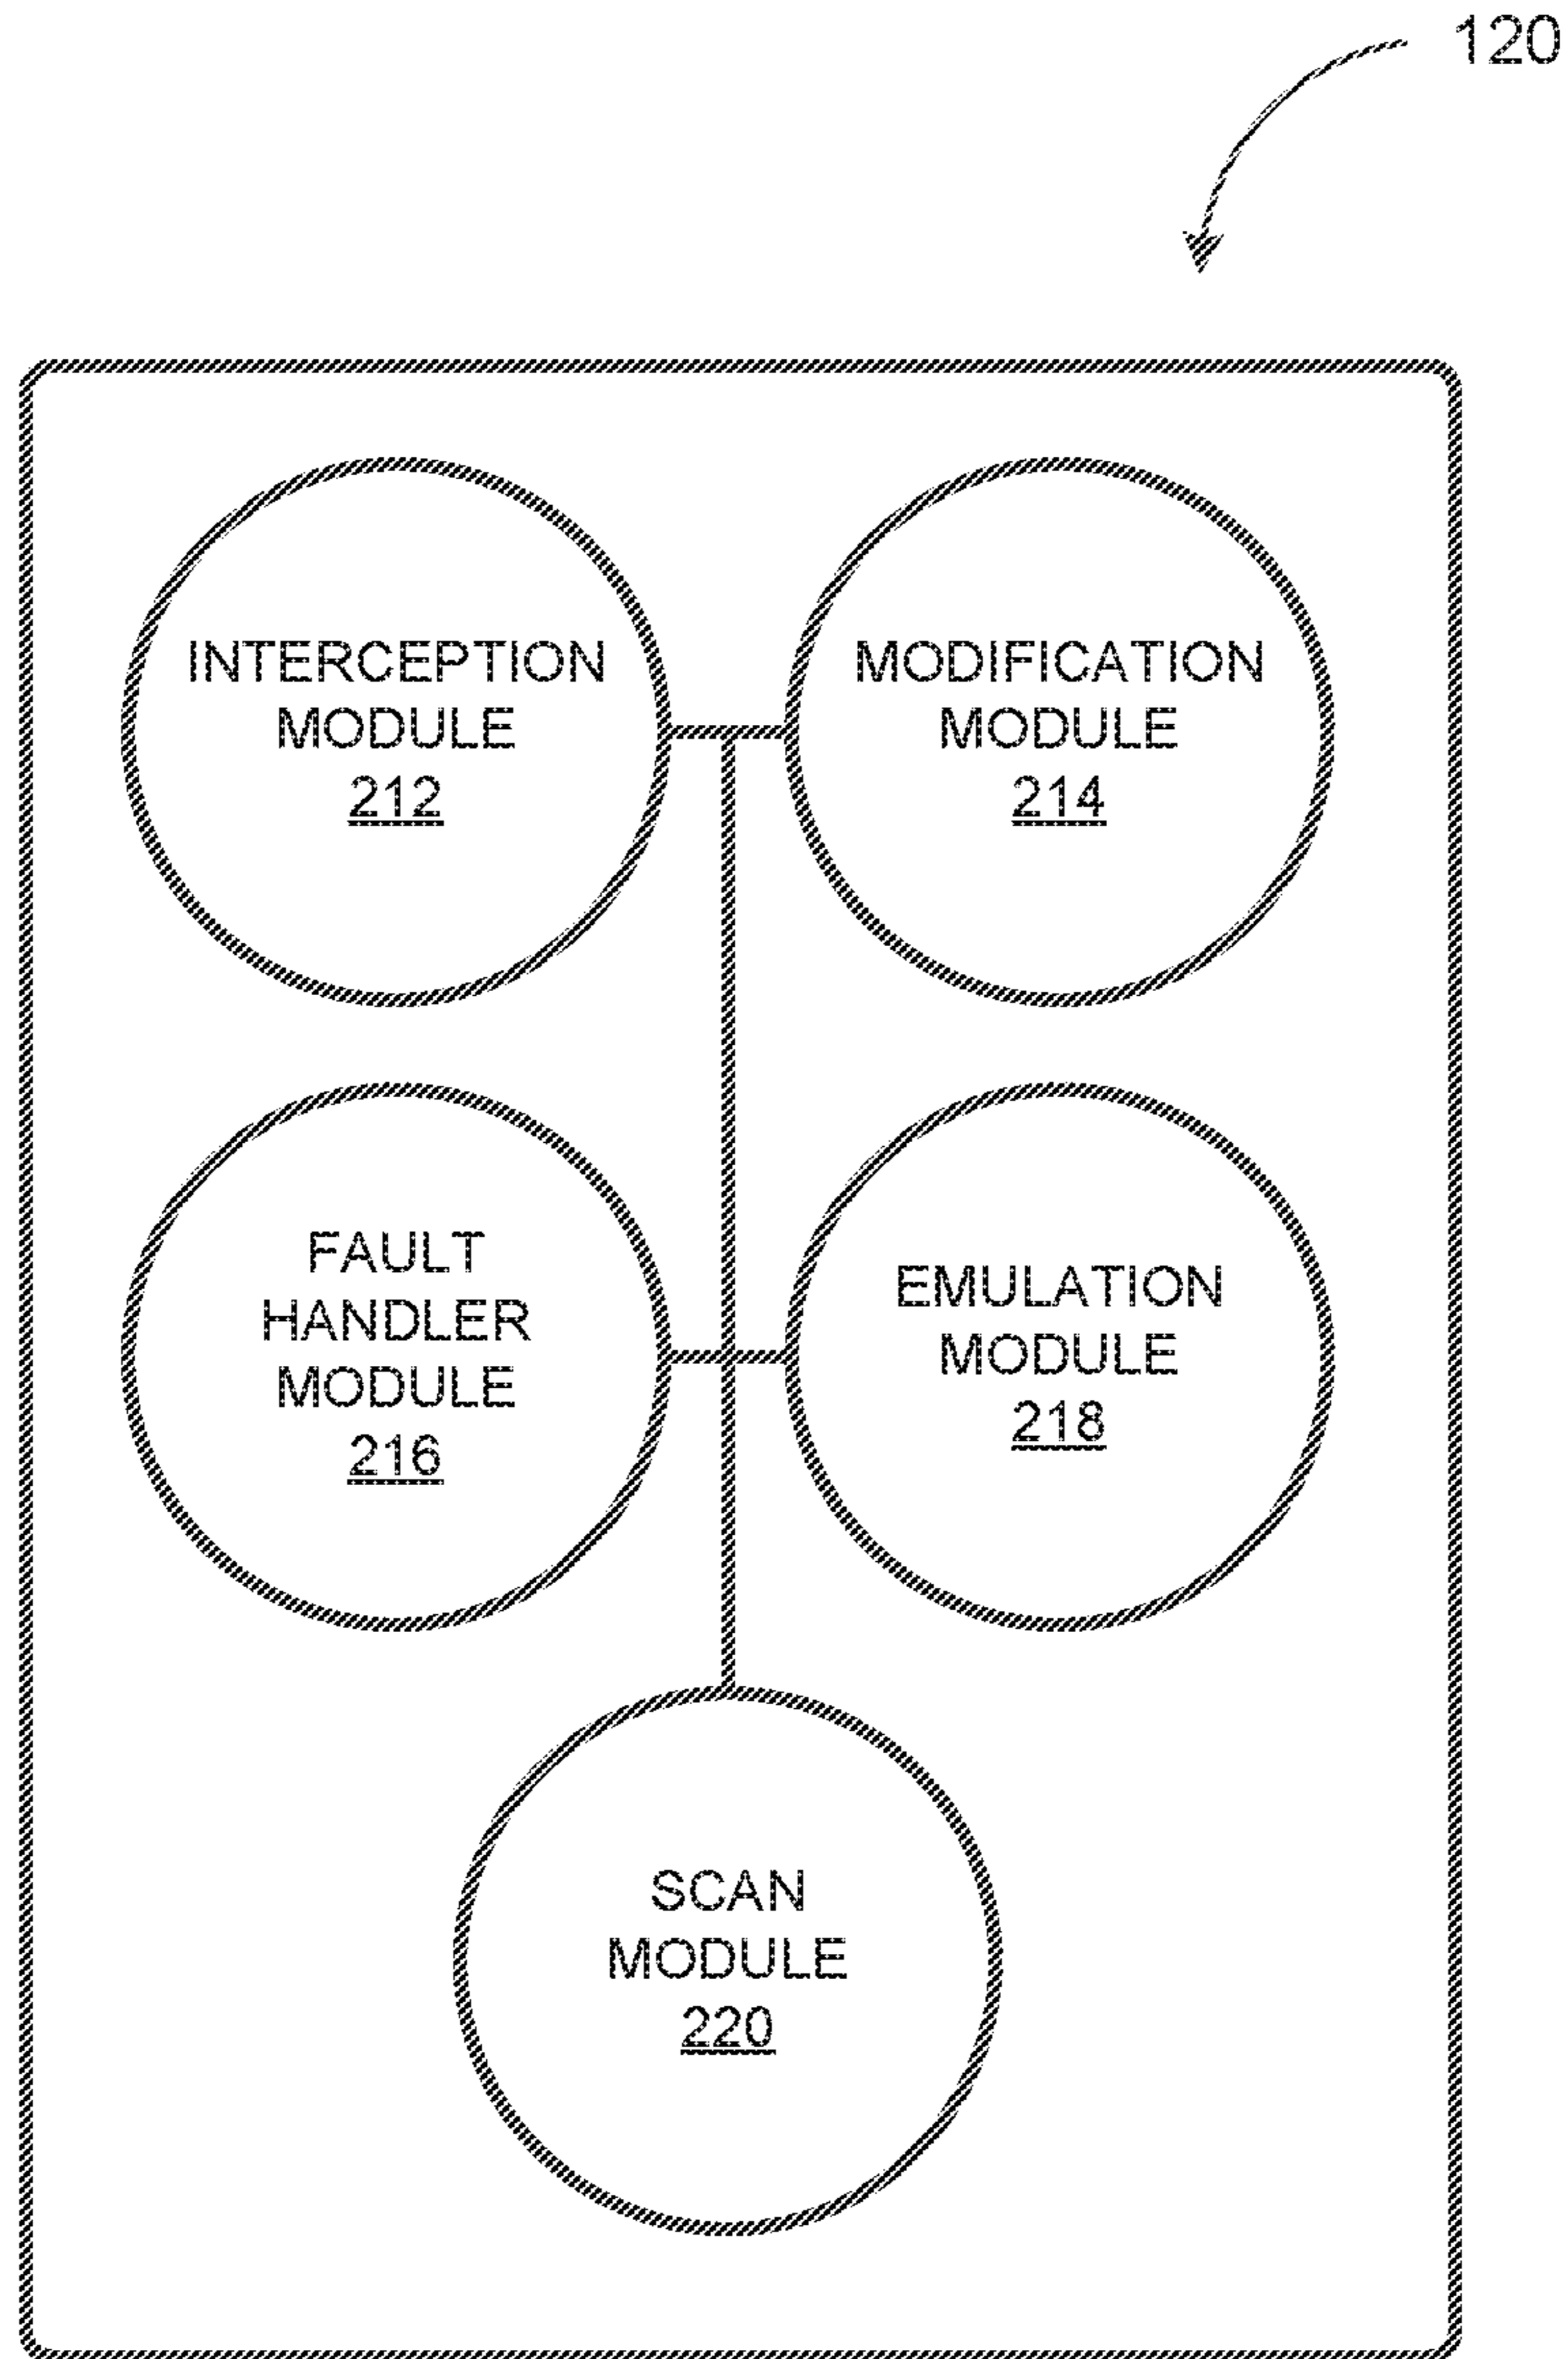 120
INTERCEPTION
MODULE
212
MODIFICATION
MODULE
214
FAULT
HANDLER
MODULE
216
EMULATION
MODULE
218
SCAN
MODULE
220